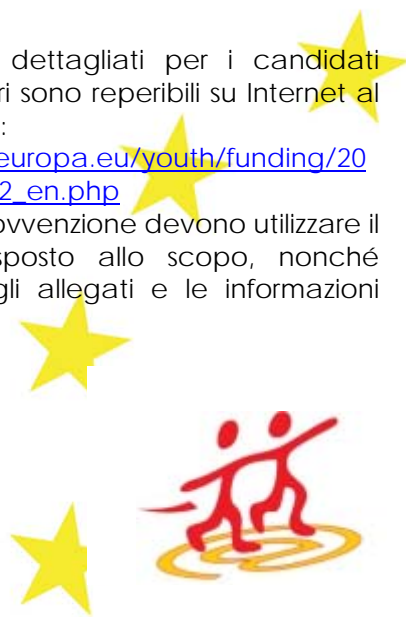 dettagliati per i candidati
ri sono reperibili su Internet al
:
europa.eu/youth/funding/20
2_en.php
ovvenzione devono utilizzare il
sposto allo scopo, nonché
gli allegati e le informazioni